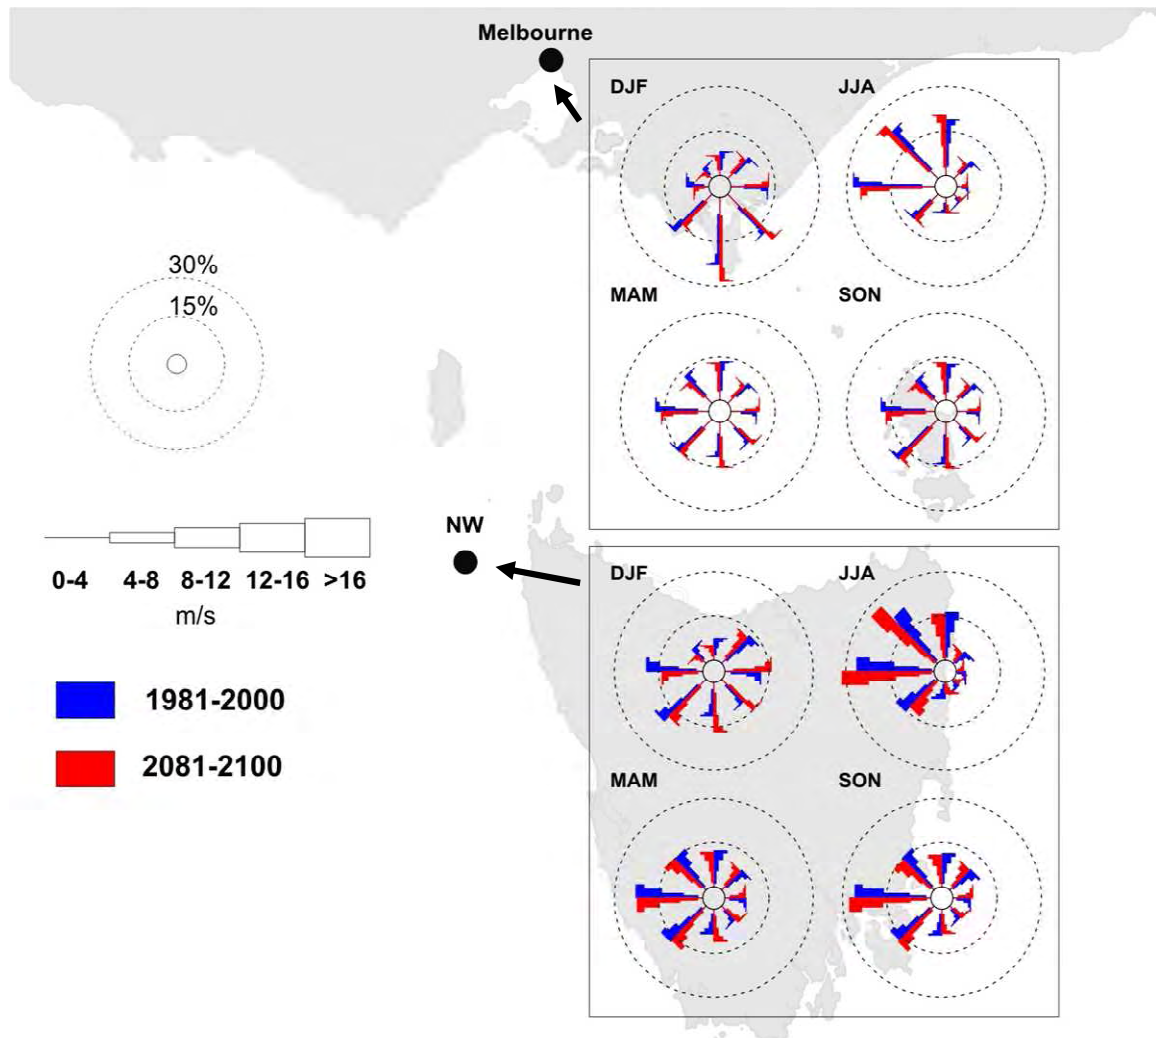 Melbourne
DJF
JJA
MAM
SON
30%
15%
NW
0-4 4-8 8-12 12-16 >16
m/s
DJF
JJA
1981-2000
2081-2100
MAM
SON